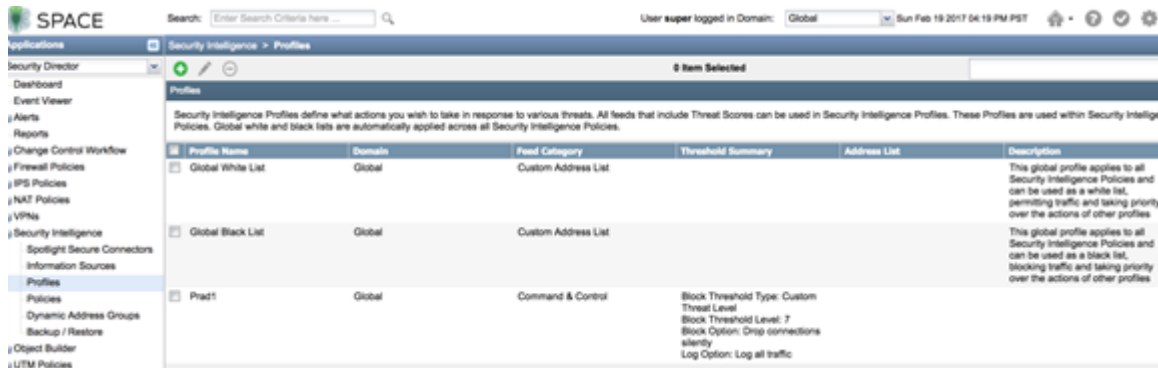 SPACE
Search: Enter Search Criteria here ...
User super logged in Domain: Global
Sun Feb 19 2017 04:19 PM PST
Applications
Security Intelligence > Profiles
Security Director
0 Item Selected
Dashboard
Profiles
Event Viewer
Alerts
Reports
Security Intelligence Profiles define what actions you wish to take in response to various threats. All feeds that include Threat Scores can be used in Security Intelligence Profiles. These Profiles are used within Security Intellige
Policies. Global white and black lists are automatically applied across all Security Intelligence Policies.
Change Control Workflow
Firewall Policies
IPS Policies
NAT Policies
VPNs
Security Intelligence
Spotlight Secure Connectors
Information Sources
Profiles
Policies
Dynamic Address Groups
Backup / Restore
Object Builder
UTM Policies
Profile Name Domain Feed Category Threshold Summary Address List Description
Global White List Global Custom Address List
This global profile applies to all
Security Intelligence Policies and
can be used as a white list,
permitting traffic and taking priority
over the actions of other profiles
Global Black List Global Custom Address List
This global profile applies to all
Security Intelligence Policies and
can be used as a black list,
blocking traffic and taking priority
over the actions of other profiles
Prad1 Global Command & Control
Block Threshold Type: Custom
Threat Level
Block Threshold Level: 7
Block Option: Drop connections
silently
Log Option: Log all traffic